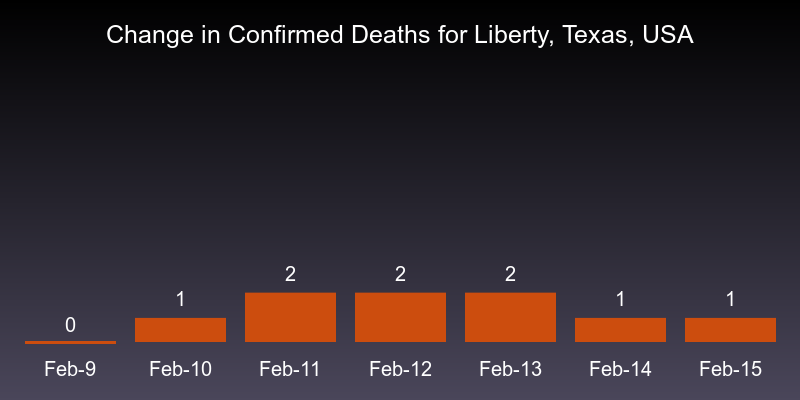 Change in Confirmed Deaths for Liberty, Texas, USA
0 1 2 2 2 1 1
Feb-9 Feb-10 Feb-11 Feb-12 Feb-13 Feb-14 Feb-15